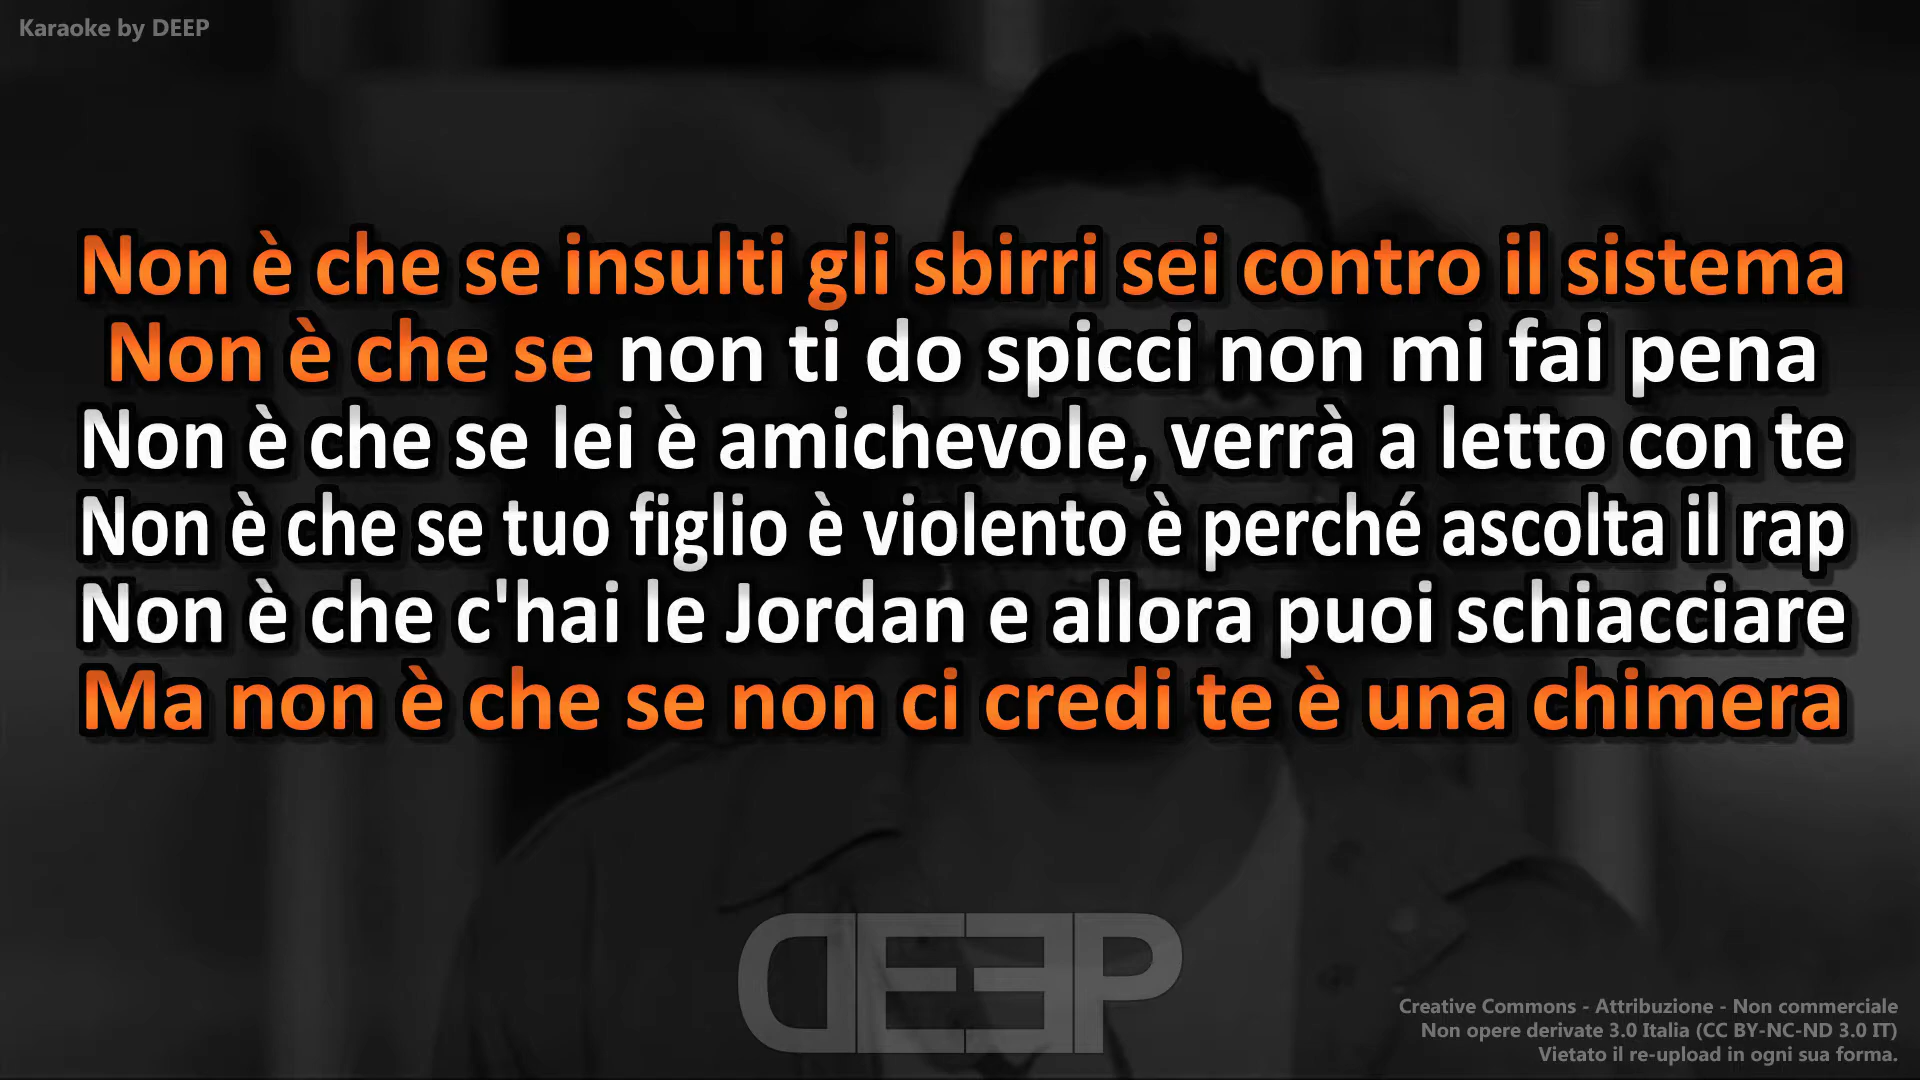 Karaoke by DEEP
Non è che se insulti gli sbirri sei contro il sistema
Non è che se non ti do spicci non mi fai pena
Non è che se lei è amichevole, verrà a letto con te
Non è che se tuo figlio è violento è perché ascolta il rap
Non è che c'hai le Jordan e allora puoi schiacciare
Ma non è che se non ci credi te è una chimera
DEEP
Creative Commons - Attribuzione - Non commerciale
Non opere derivate 3.0 Italia (CC BY-NC-ND 3.0 IT)
Vietato il re-upload in ogni sua forma.